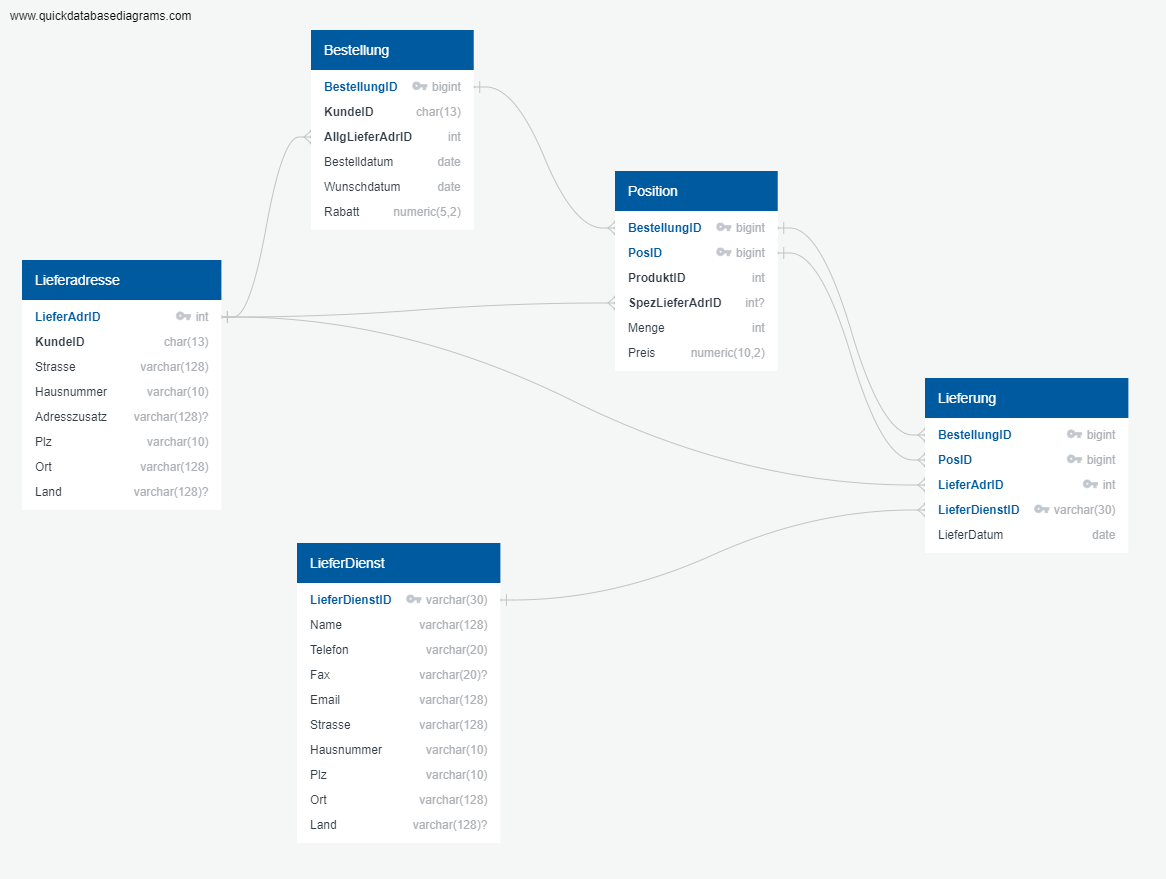 www.quickdatabasediagrams.com
Bestellung
BestellungID bigint
KundeID char(13)
AllgLieferAdrID int
Bestelldatum date
Wunschdatum date
Rabatt numeric(5,2)
Position
BestellungID bigint
PosID bigint
ProduktID int
SpezLieferAdrID int?
Menge int
Preis numeric(10,2)
Lieferadresse
LieferAdrID int
KundeID char(13)
Strasse varchar(128)
Hausnummer varchar(10)
Adresszusatz varchar(128)?
Plz varchar(10)
Ort varchar(128)
Land varchar(128)?
Lieferung
BestellungID bigint
PosID bigint
LieferAdrID int
LieferDienstID varchar(30)
LieferDatum date
LieferDienst
LieferDienstID varchar(30)
Name varchar(128)
Telefon varchar(20)
Fax varchar(20)?
Email varchar(128)
Strasse varchar(128)
Hausnummer varchar(10)
Plz varchar(10)
Ort varchar(128)
Land varchar(128)?